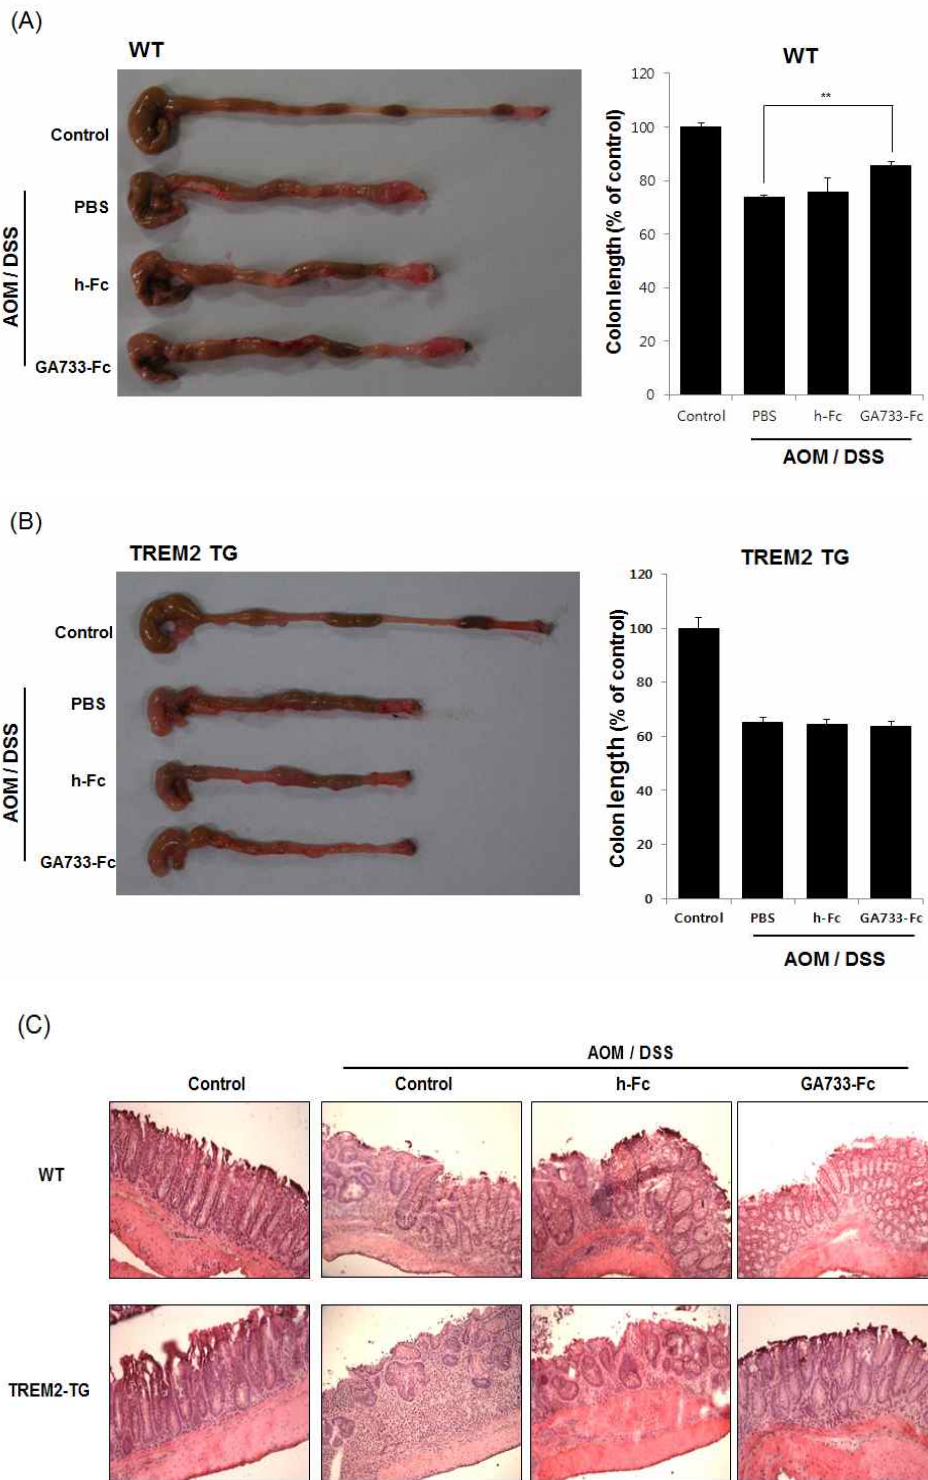 (A)
WT
Control
PBS
h-Fc
GA733-Fc
AOM / DSS
WT
Colon length (% of control)
120
100
80
60
40
20
0
**
Control PBS h-Fc GA733-Fc
AOM / DSS
(B)
TREM2 TG
Control
PBS
h-Fc
GA733-Fc
AOM / DSS
TREM2 TG
Colon length (% of control)
120
100
80
60
40
20
0
Control PBS h-Fc GA733-Fc
AOM / DSS
(C)
AOM / DSS
Control Control h-Fc GA733-Fc
WT
TREM2-TG